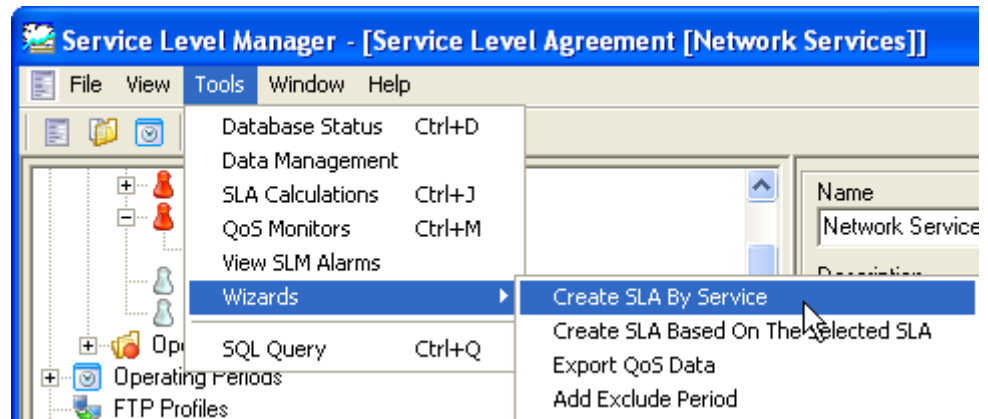 Service Level Manager - [Service Level Agreement [Network Services]]
File View Tools Window Help
Database Status Ctrl+D
Data Management
SLA Calculations Ctrl+J
QoS Monitors Ctrl+M
View SLM Alarms
Wizards
SQL Query Ctrl+Q
Create SLA By Service
Create SLA Based On The Selected SLA
Export QoS Data
Add Exclude Period
Name
Network Service
Description
Ope
Operating Periods
FTP Profiles